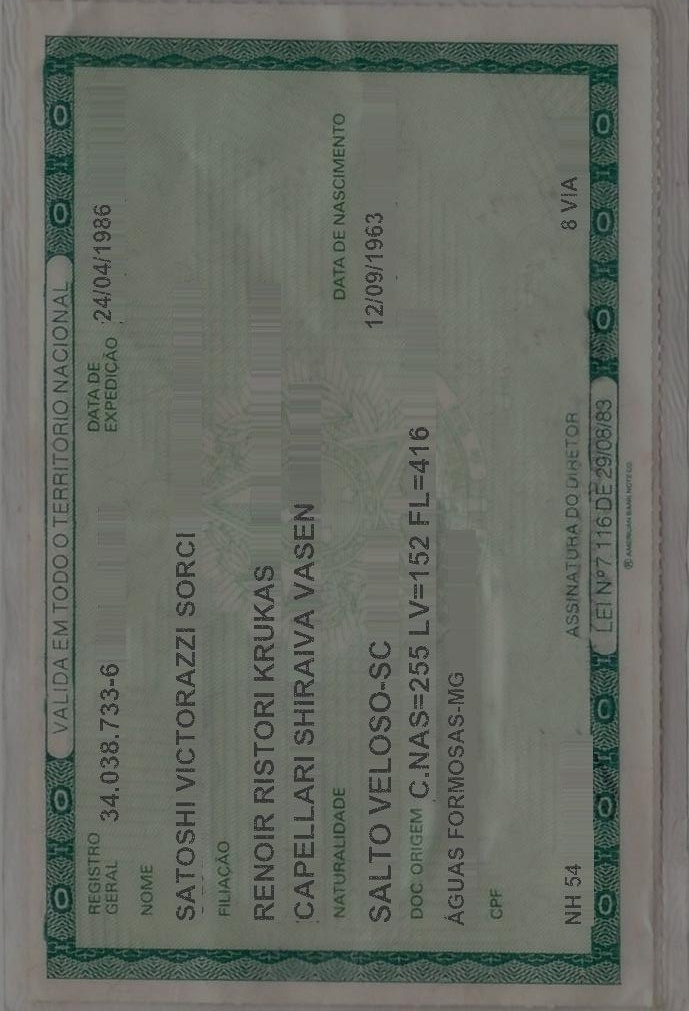 VALIDA EM TODO O TERRITORIO NACIONAL
REGISTRO GERAL 34.038.733-6 DATA DE EXPEDIÇÃO 24/04/1986
NOME
SATOSHI VICTORAZZI SORCI
FILIAÇÃO
RENOIR RISTORI KRUKAS
CAPELLARI SHIRAIVA VASEN
NATURALIDADE DATA DE NASCIMENTO
SALTO VELOSO-SC 12/09/1963
DOC. ORIGEM C.NAS=255 LV=152 FL=416
ÁGUAS FORMOSAS-MG
CPF
NH 54 ASSINATURA DO DIRETOR 8 VIA
LEI Nº 7.116 DE 29/08/83
® AMERICAN BANK NOTE CO